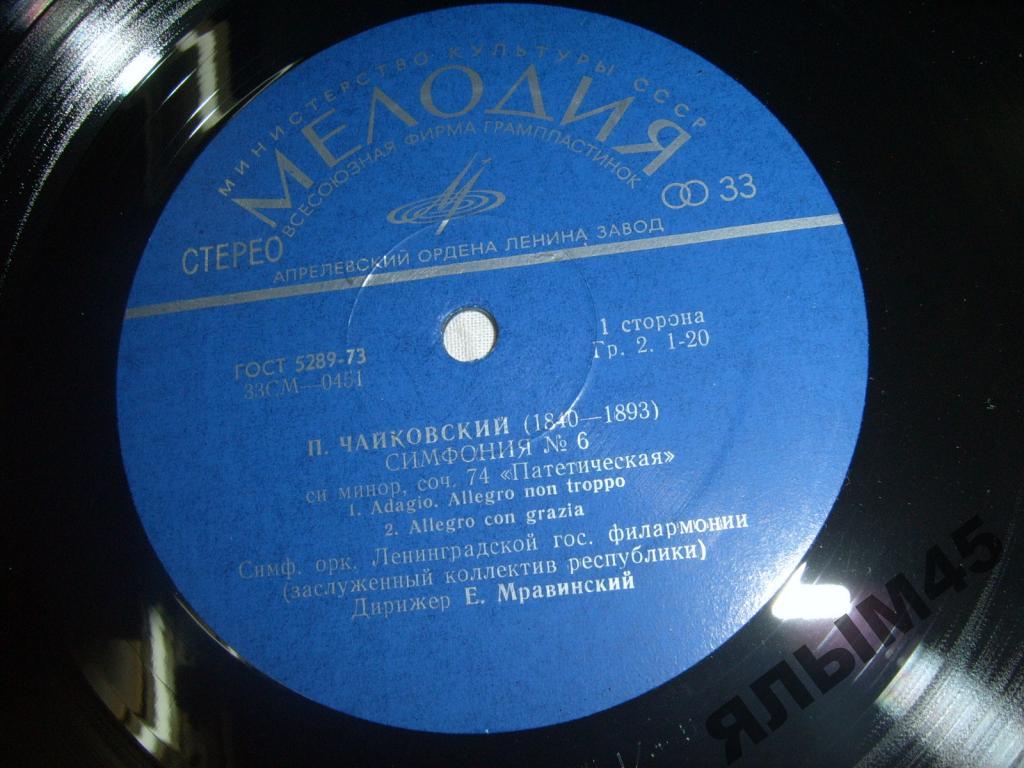 МИНИСТЕРСТВО КУЛЬТУРЫ СССР
МЕЛОДИЯ
ВСЕСОЮЗНАЯ ФИРМА ГРАМПЛАСТИНОК
СТЕРЕО
33
АПРЕЛЕВСКИЙ ОРДЕНА ЛЕНИНА ЗАВОД
1 сторона
ГОСТ 5289-73
Гр. 2. 1-20
33СМ—0451
П. ЧАЙКОВСКИЙ (1840—1893)
СИМФОНИЯ № 6
си минор, соч. 74 «Патетическая»
1. Adagio. Allegro non troppo
2. Allegro con grazia
Симф. орк. Ленинградской гос. филармонии
(заслуженный коллектив республики)
Дирижер Е. Мравинский
ЯЛЫМ45